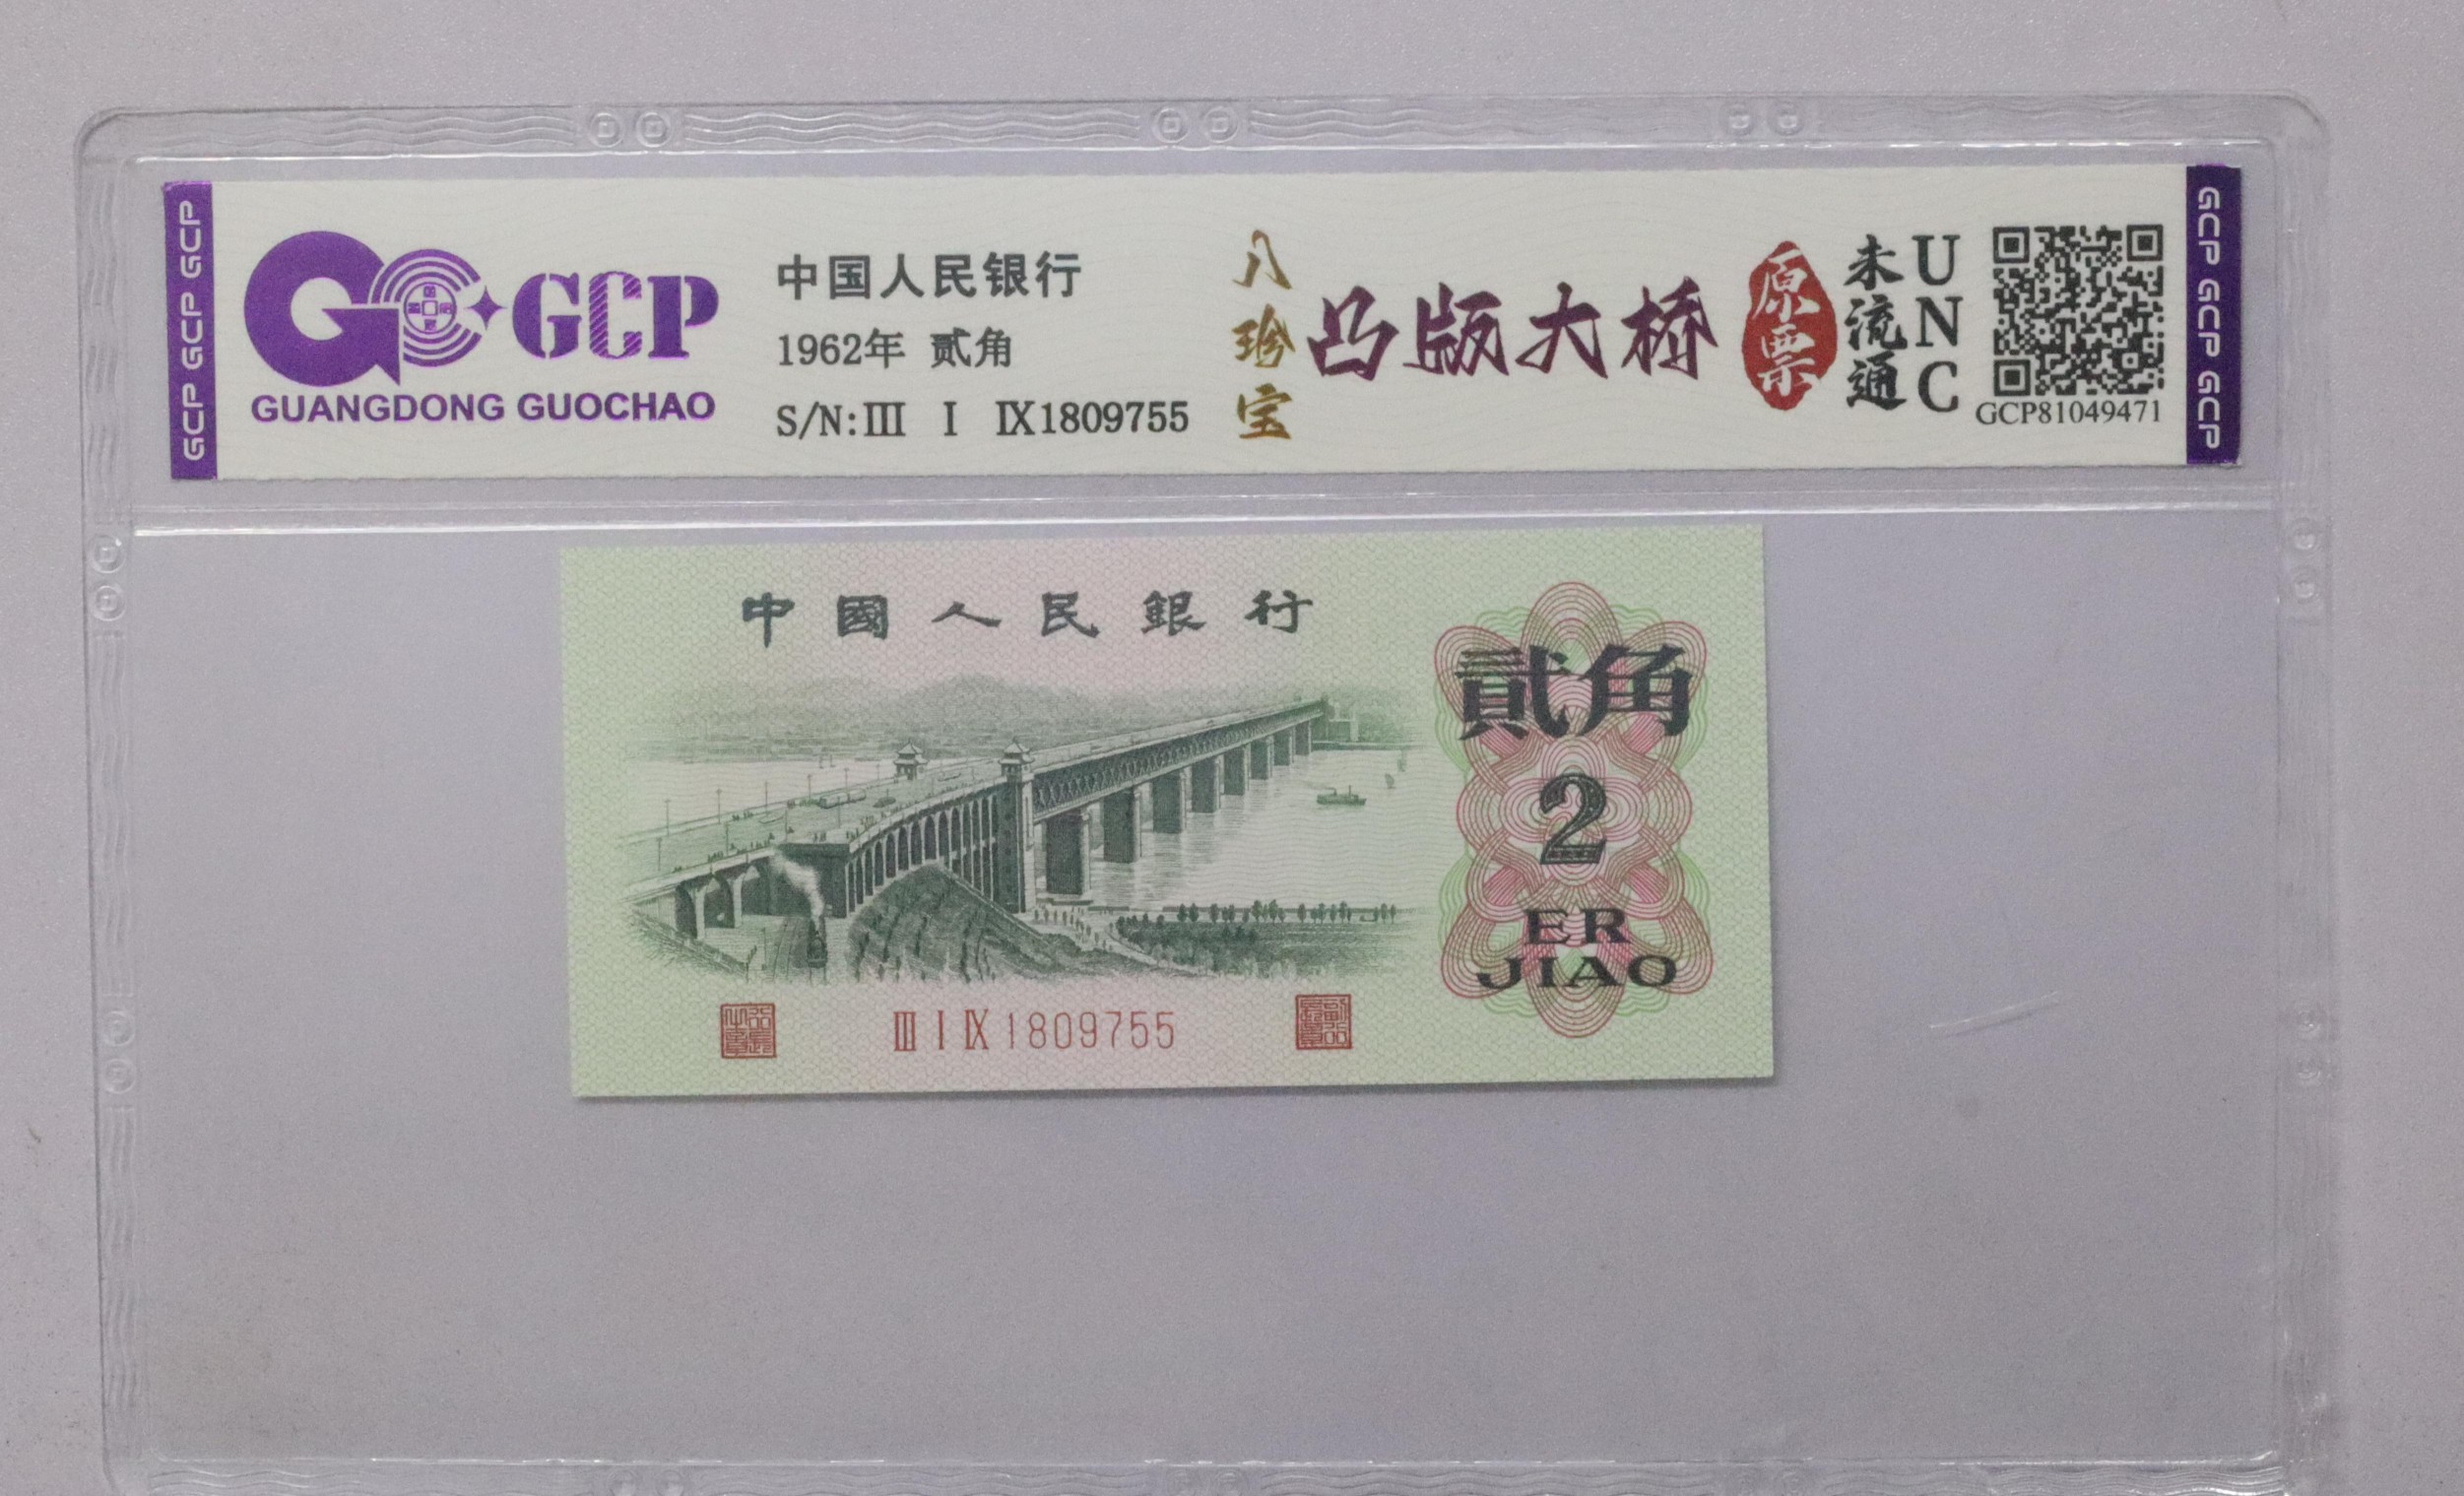 GCP GCP GCP
GCP
GUANGDONG GUOCHAO
中国人民银行
1962年 贰角
S/N:Ⅲ Ⅰ Ⅸ1809755
八珍宝
凸版大桥
原票
未流通
UNC
GCP81049471
GCP GCP GCP
中國人民銀行
貳角
2
ER
JIAO
Ⅲ Ⅰ Ⅸ 1809755